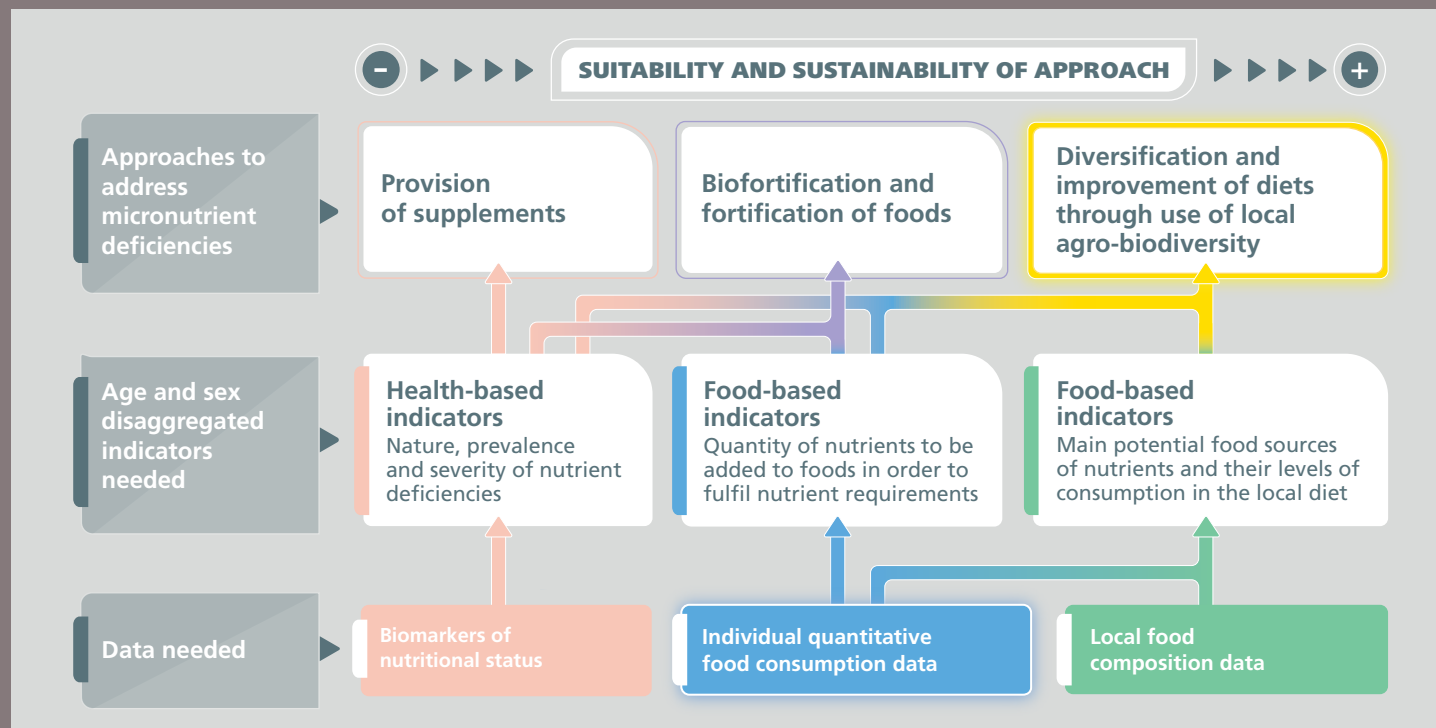 SUITABILITY AND SUSTAINABILITY OF APPROACH
Approaches to
address
micronutrient
deficiencies
Provision
of supplements
Biofortification and
fortification of foods
Diversification and
improvement of diets
through use of local
agro-biodiversity
Age and sex
disaggregated
indicators
needed
Health-based
indicators
Nature, prevalence
and severity of nutrient
deficiencies
Food-based
indicators
Quantity of nutrients to be
added to foods in order to
fulfil nutrient requirements
Food-based
indicators
Main potential food sources
of nutrients and their levels of
consumption in the local diet
Data needed
Biomarkers of
nutritional status
Individual quantitative
food consumption data
Local food
composition data